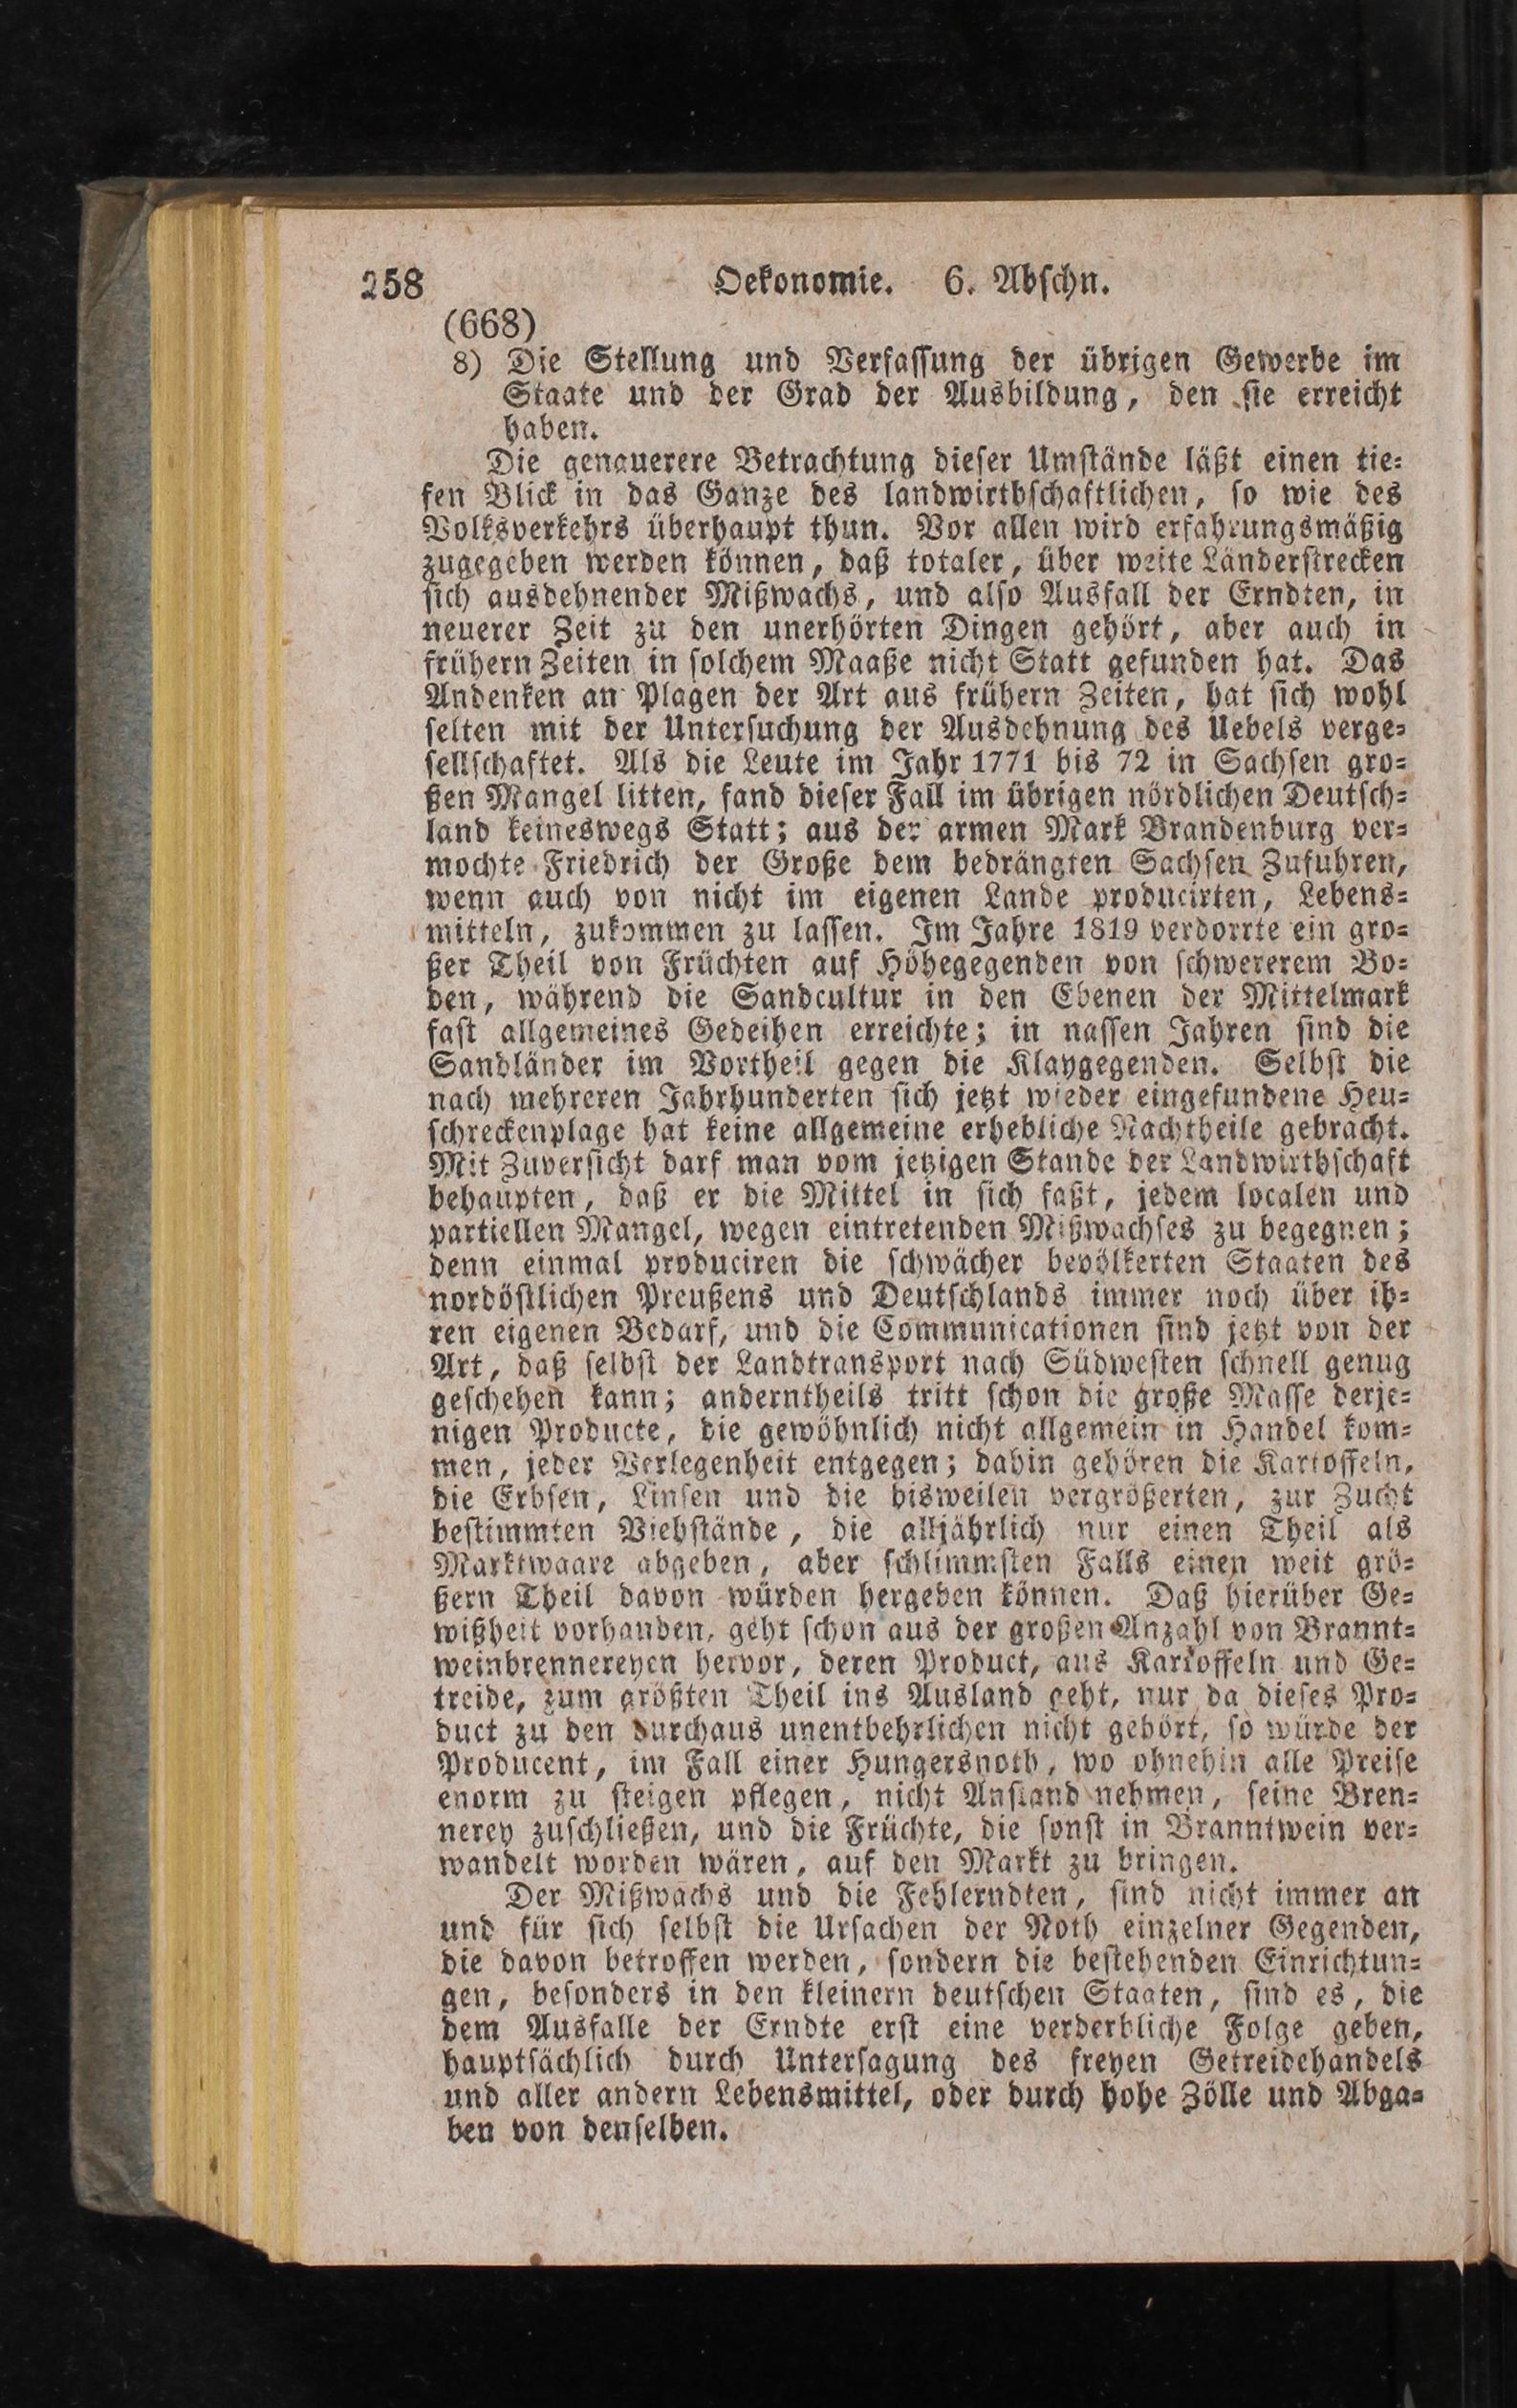 258 Oekonomie. 6. Abschn.
(668)
8) Die Stellung und Verfassung der übrigen Gewerbe im
Staate und der Grad der Ausbildung, den sie erreicht
haben.
Die genauerere Betrachtung dieser Umstände läßt einen tie-
fen Blick in das Ganze des landwirthschaftlichen, so wie des
Volksverkehrs überhaupt thun. Vor allen wird erfahrungsmäßig
zugegeben werden können, daß totaler, über weite Länderstrecken
sich ausdehnender Mißwachs, und also Ausfall der Erndten, in
neuerer Zeit zu den unerhörten Dingen gehört, aber auch in
frühern Zeiten in solchem Maaße nicht Statt gefunden hat. Das
Andenken an Plagen der Art aus frühern Zeiten, hat sich wohl
selten mit der Untersuchung der Ausdehnung des Uebels verge-
sellschaftet. Als die Leute im Jahr 1771 bis 72 in Sachsen gro-
ßen Mangel litten, fand dieser Fall im übrigen nördlichen Deutsch-
land keineswegs Statt; aus der armen Mark Brandenburg ver-
mochte Friedrich der Große dem bedrängten Sachsen Zufuhren,
wenn auch von nicht im eigenen Lande producirten, Lebens-
mitteln, zukommen zu lassen. Im Jahre 1819 verdorrte ein gro-
ßer Theil von Früchten auf Höhegegenden von schwererem Bo-
den, während die Sandcultur in den Ebenen der Mittelmark
fast allgemeines Gedeihen erreichte; in nassen Jahren sind die
Sandländer im Vortheil gegen die Klaygegenden. Selbst die
nach mehreren Jahrhunderten sich jetzt wieder eingefundene Heu-
schreckenplage hat keine allgemeine erhebliche Nachtheile gebracht.
Mit Zuversicht darf man vom jetzigen Stande der Landwirthschaft
behaupten, daß er die Mittel in sich faßt, jedem localen und
partiellen Mangel, wegen eintretenden Mißwachses zu begegnen;
denn einmal produciren die schwächer bevölkerten Staaten des
nordöstlichen Preußens und Deutschlands immer noch über ih-
ren eigenen Bedarf, und die Communicationen sind jetzt von der
Art, daß selbst der Landtransport nach Südwesten schnell genug
geschehen kann; anderntheils tritt schon die große Masse derje-
nigen Producte, die gewöhnlich nicht allgemein in Handel kom-
men, jeder Verlegenheit entgegen; dahin gehören die Kartoffeln,
die Erbsen, Linsen und die bisweilen vergrößerten, zur Zucht
bestimmten Viehstände, die alljährlich nur einen Theil als
Marktwaare abgeben, aber schlimmsten Falls einen weit grö-
ßern Theil davon würden hergeben können. Daß hierüber Ge-
wißheit vorhanden, geht schon aus der großen Anzahl von Brannt-
weinbrennereyen hervor, deren Product, aus Kartoffeln und Ge-
treide, zum größten Theil ins Ausland geht, nur da dieses Pro-
duct zu den durchaus unentbehrlichen nicht gehört, so würde der
Producent, im Fall einer Hungersnoth, wo ohnehin alle Preise
enorm zu steigen pflegen, nicht Anstand nehmen, seine Bren-
nerey zuschließen, und die Früchte, die sonst in Branntwein ver-
wandelt worden wären, auf den Markt zu bringen.
Der Mißwachs und die Fehlerndten, sind nicht immer an
und für sich selbst die Ursachen der Noth einzelner Gegenden,
die davon betroffen werden, sondern die bestehenden Einrichtun-
gen, besonders in den kleinern deutschen Staaten, sind es, die
dem Ausfalle der Erndte erst eine verderbliche Folge geben,
hauptsächlich durch Untersagung des freyen Getreidehandels
und aller andern Lebensmittel, oder durch hohe Zölle und Abga-
ben von denselben.